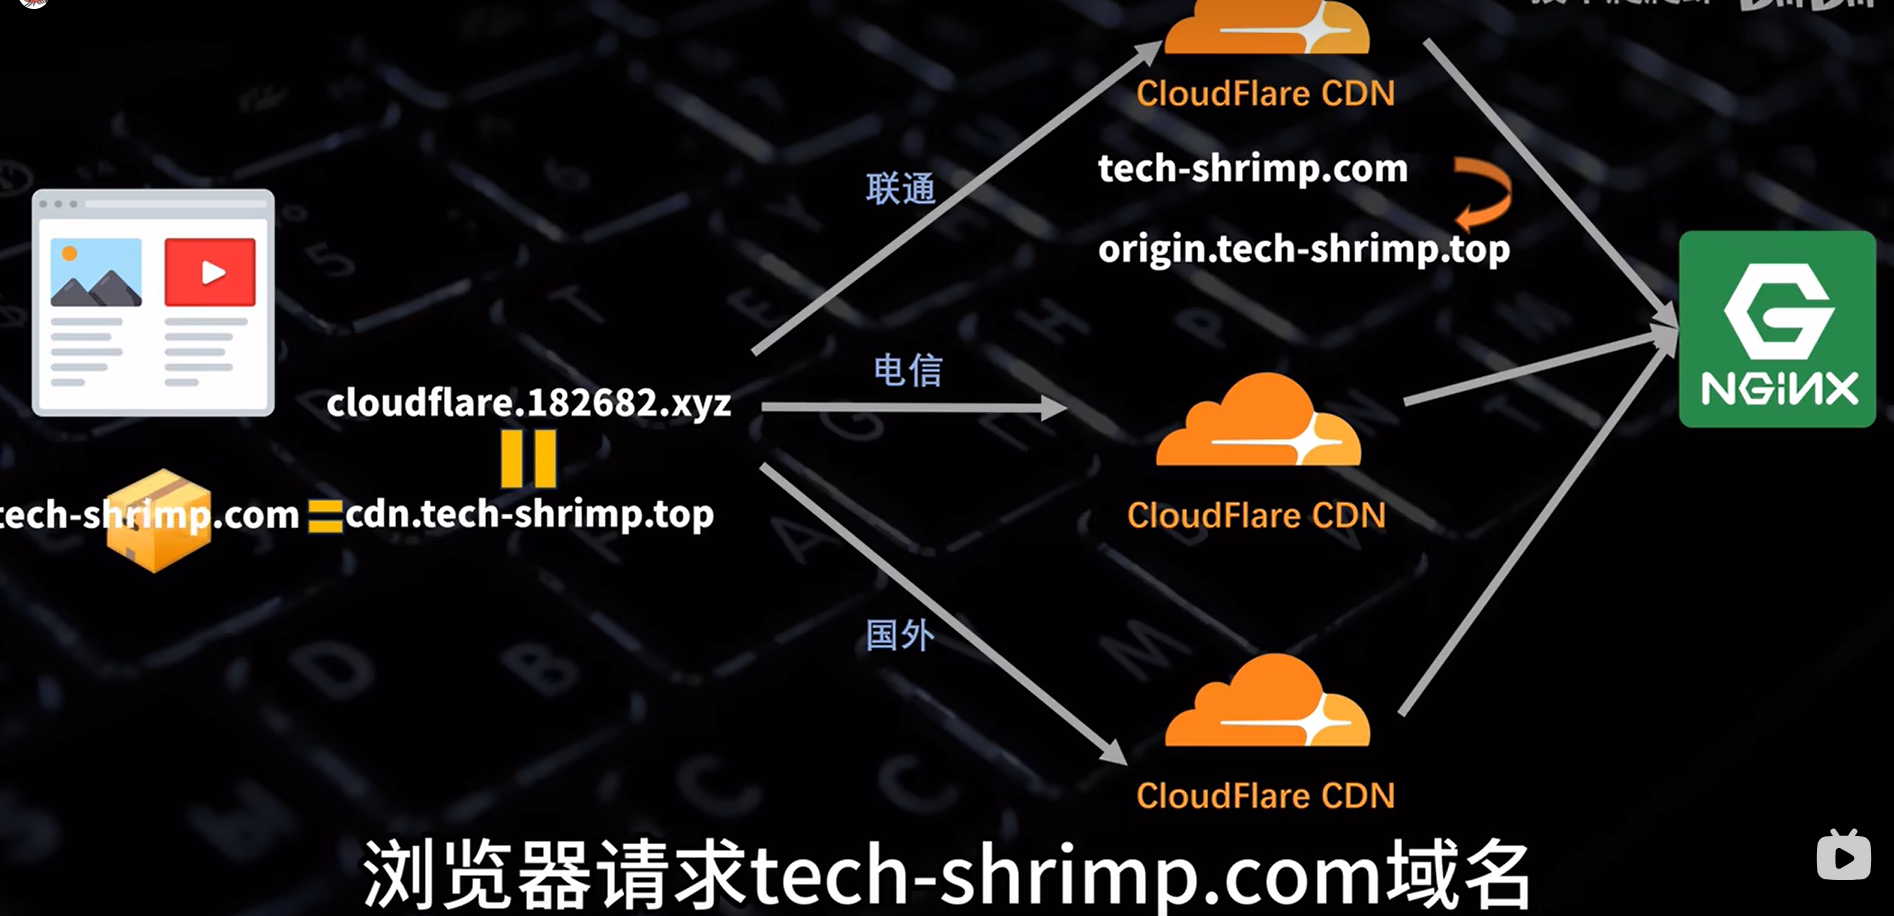 CloudFlare CDN
tech-shrimp.com
origin.tech-shrimp.top
联通
NGiNX
电信
cloudflare.182682.xyz
tech-shrimp.com
cdn.tech-shrimp.top
CloudFlare CDN
国外
CloudFlare CDN
浏览器请求tech-shrimp.com域名